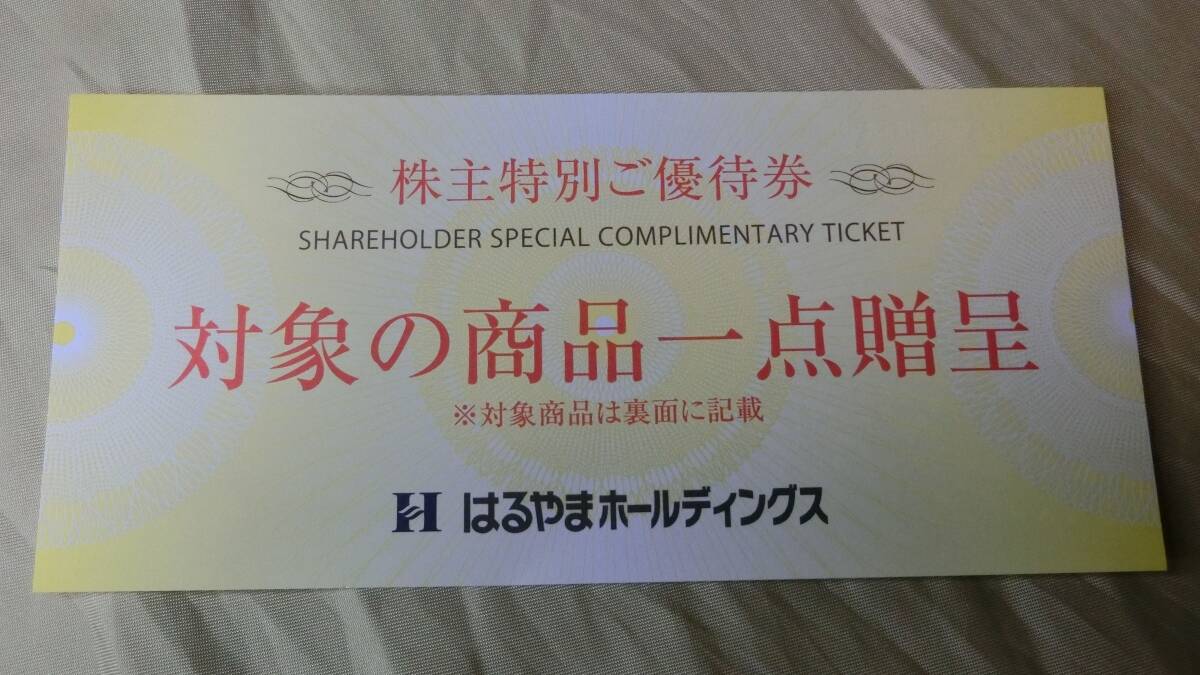 株主特別ご優待券
SHAREHOLDER SPECIAL COMPLIMENTARY TICKET
対象の商品一点贈呈
※対象商品は裏面に記載
はるやまホールディングス